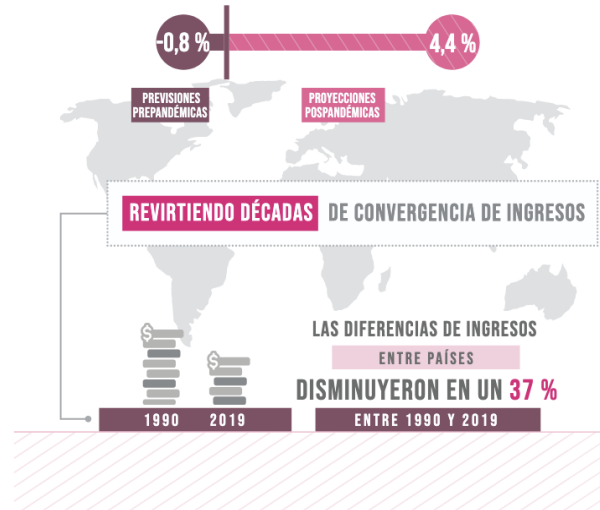 -0,8 %
4,4 %
PREVISIONES
PREPANDÉMICAS
PROYECCIONES
POSPANDÉMICAS
REVIRTIENDO DÉCADAS DE CONVERGENCIA DE INGRESOS
$
$
LAS DIFERENCIAS DE INGRESOS
ENTRE PAÍSES
DISMINUYERON EN UN 37 %
1990 2019
ENTRE 1990 Y 2019